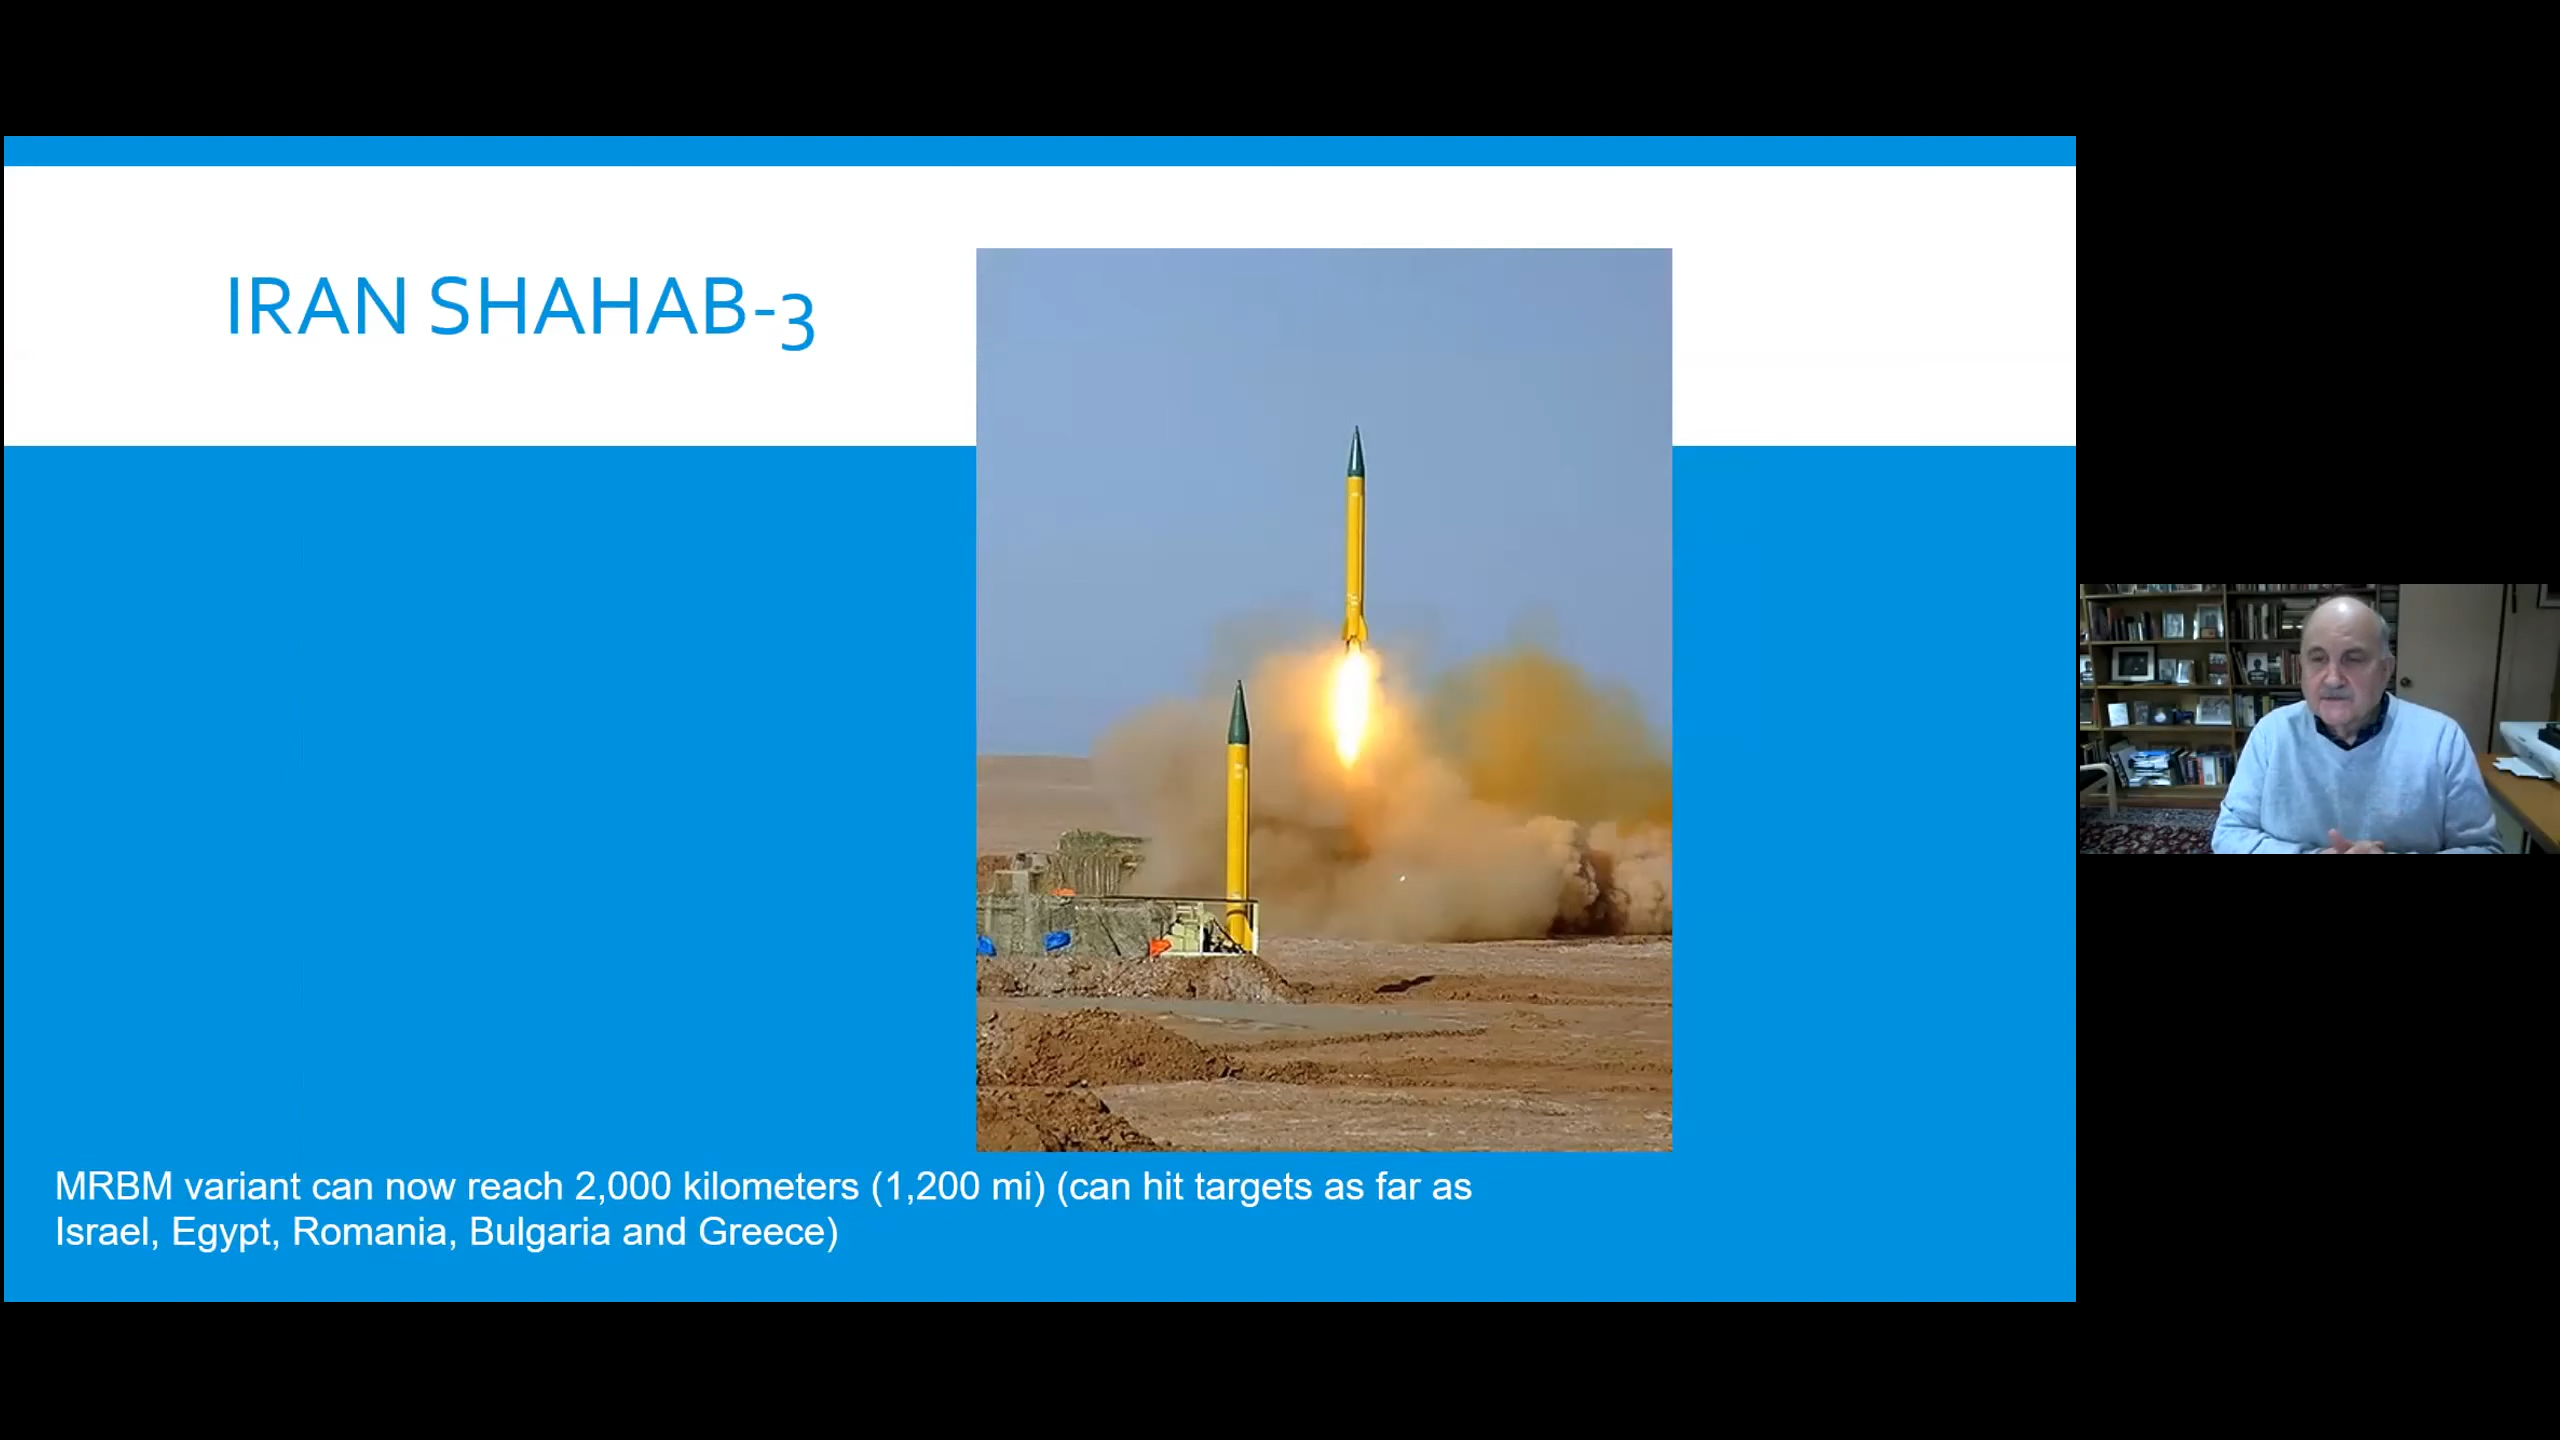 IRAN SHAHAB-3
MRBM variant can now reach 2,000 kilometers (1,200 mi) (can hit targets as far as
Israel, Egypt, Romania, Bulgaria and Greece)